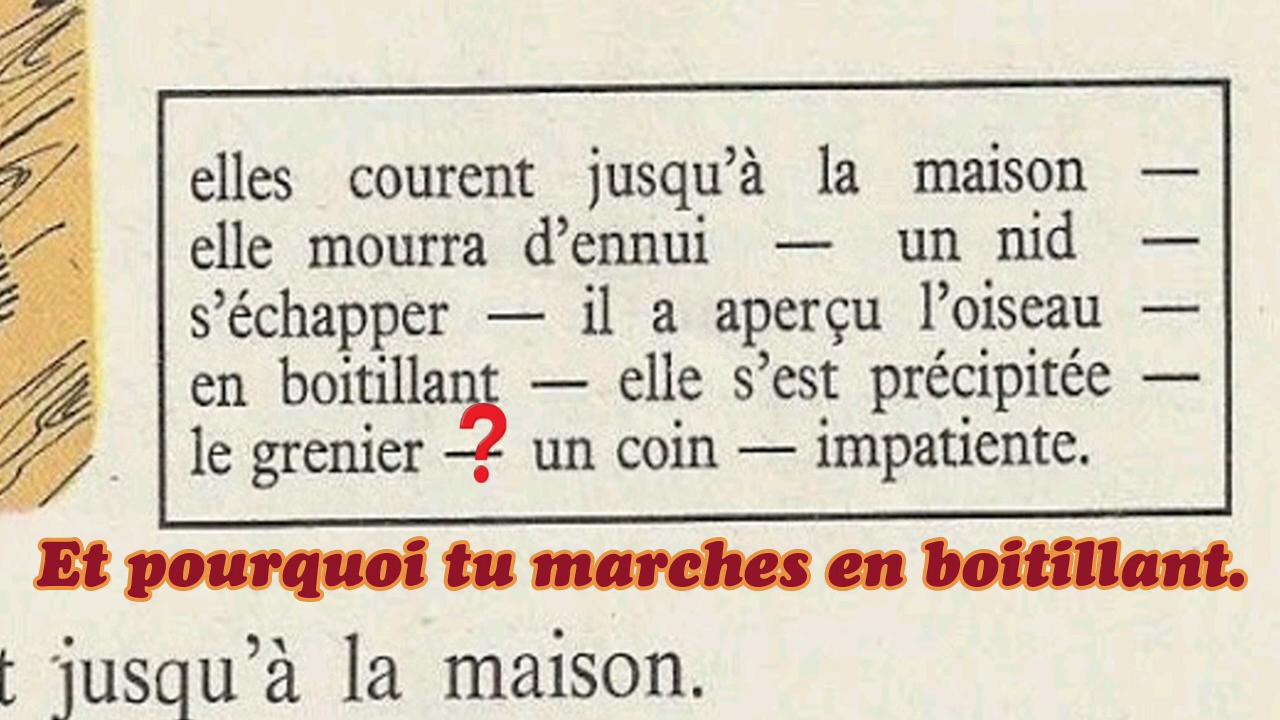 elles courent jusqu'à la maison —
elle mourra d'ennui — un nid —
s'échapper — il a aperçu l'oiseau —
en boitillant — elle s'est précipitée —
le grenier — un coin — impatiente.
❓
Et pourquoi tu marches en boitillant.
t jusqu'à la maison.